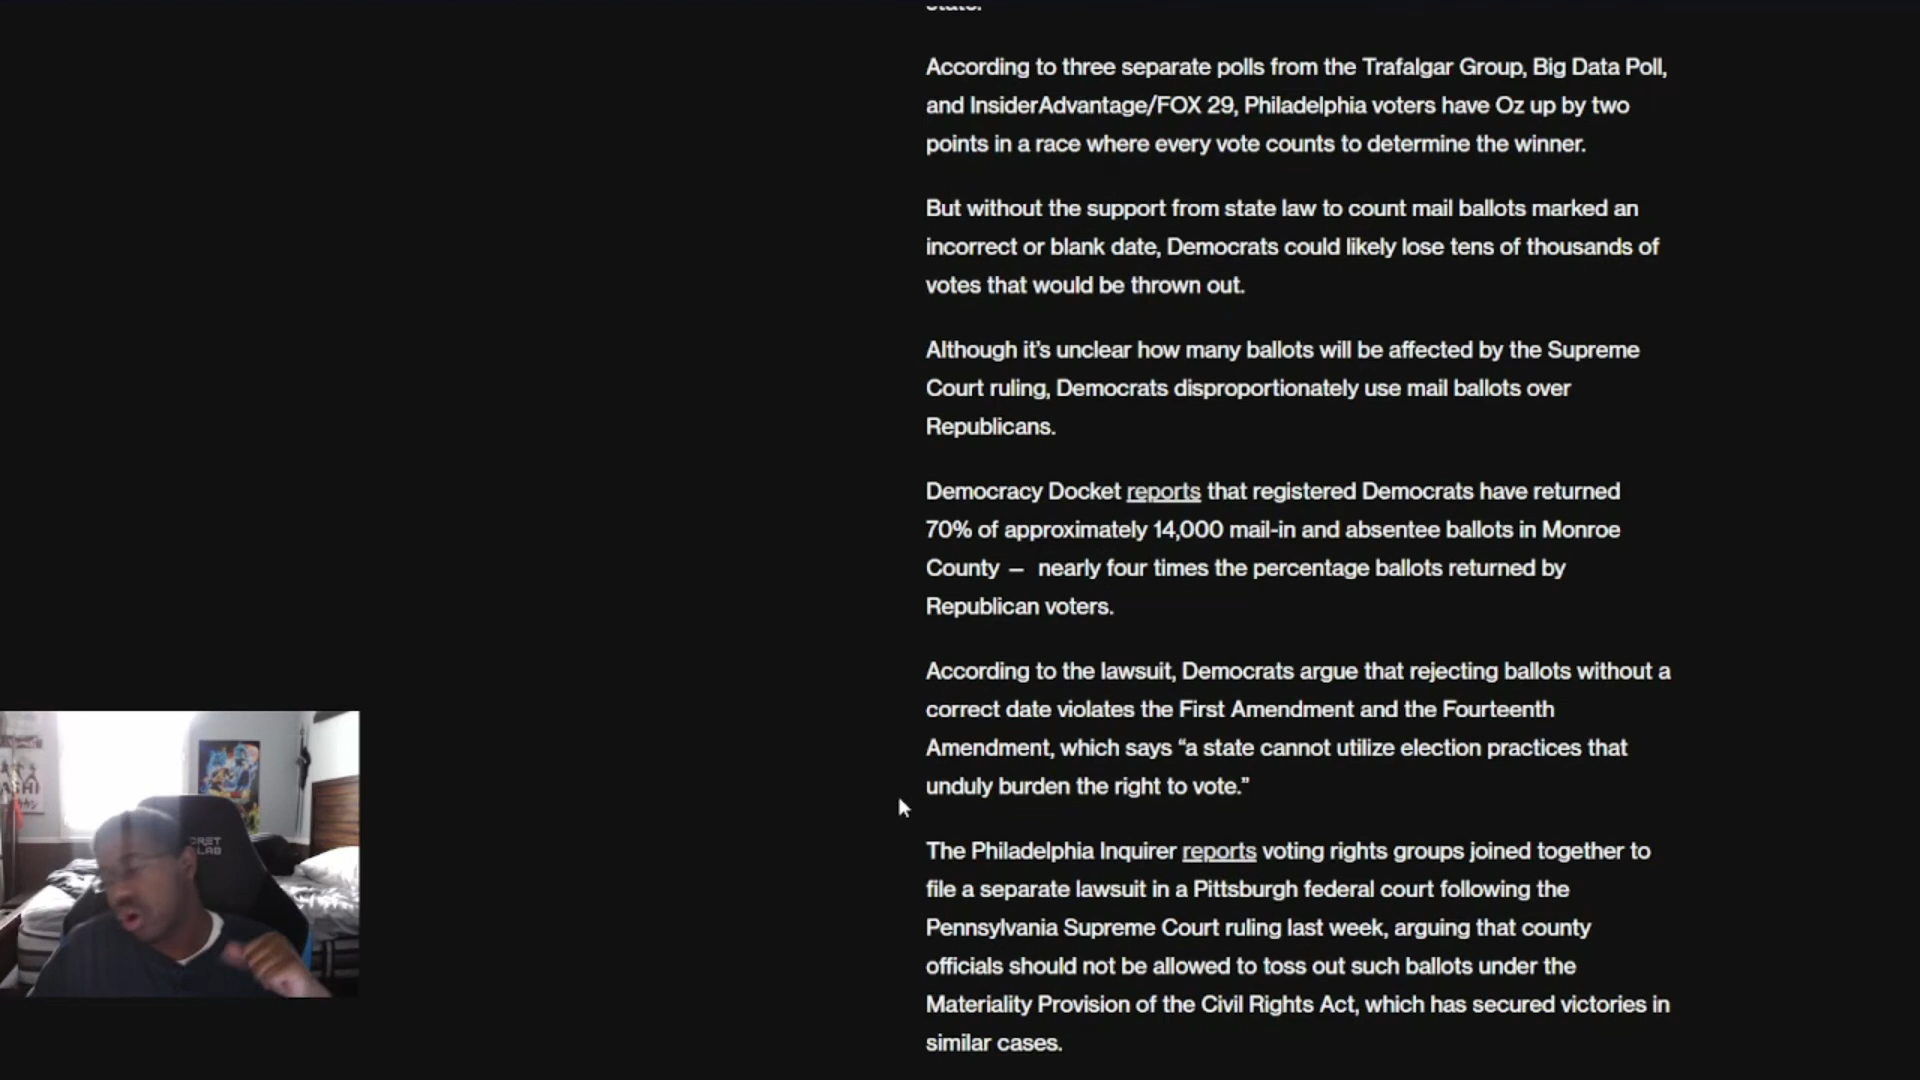 state.
According to three separate polls from the Trafalgar Group, Big Data Poll,
and InsiderAdvantage/FOX 29, Philadelphia voters have Oz up by two
points in a race where every vote counts to determine the winner.
But without the support from state law to count mail ballots marked an
incorrect or blank date, Democrats could likely lose tens of thousands of
votes that would be thrown out.
Although it’s unclear how many ballots will be affected by the Supreme
Court ruling, Democrats disproportionately use mail ballots over
Republicans.
Democracy Docket reports that registered Democrats have returned
70% of approximately 14,000 mail-in and absentee ballots in Monroe
County — nearly four times the percentage ballots returned by
Republican voters.
According to the lawsuit, Democrats argue that rejecting ballots without a
correct date violates the First Amendment and the Fourteenth
Amendment, which says “a state cannot utilize election practices that
unduly burden the right to vote.”
The Philadelphia Inquirer reports voting rights groups joined together to
file a separate lawsuit in a Pittsburgh federal court following the
Pennsylvania Supreme Court ruling last week, arguing that county
officials should not be allowed to toss out such ballots under the
Materiality Provision of the Civil Rights Act, which has secured victories in
similar cases.